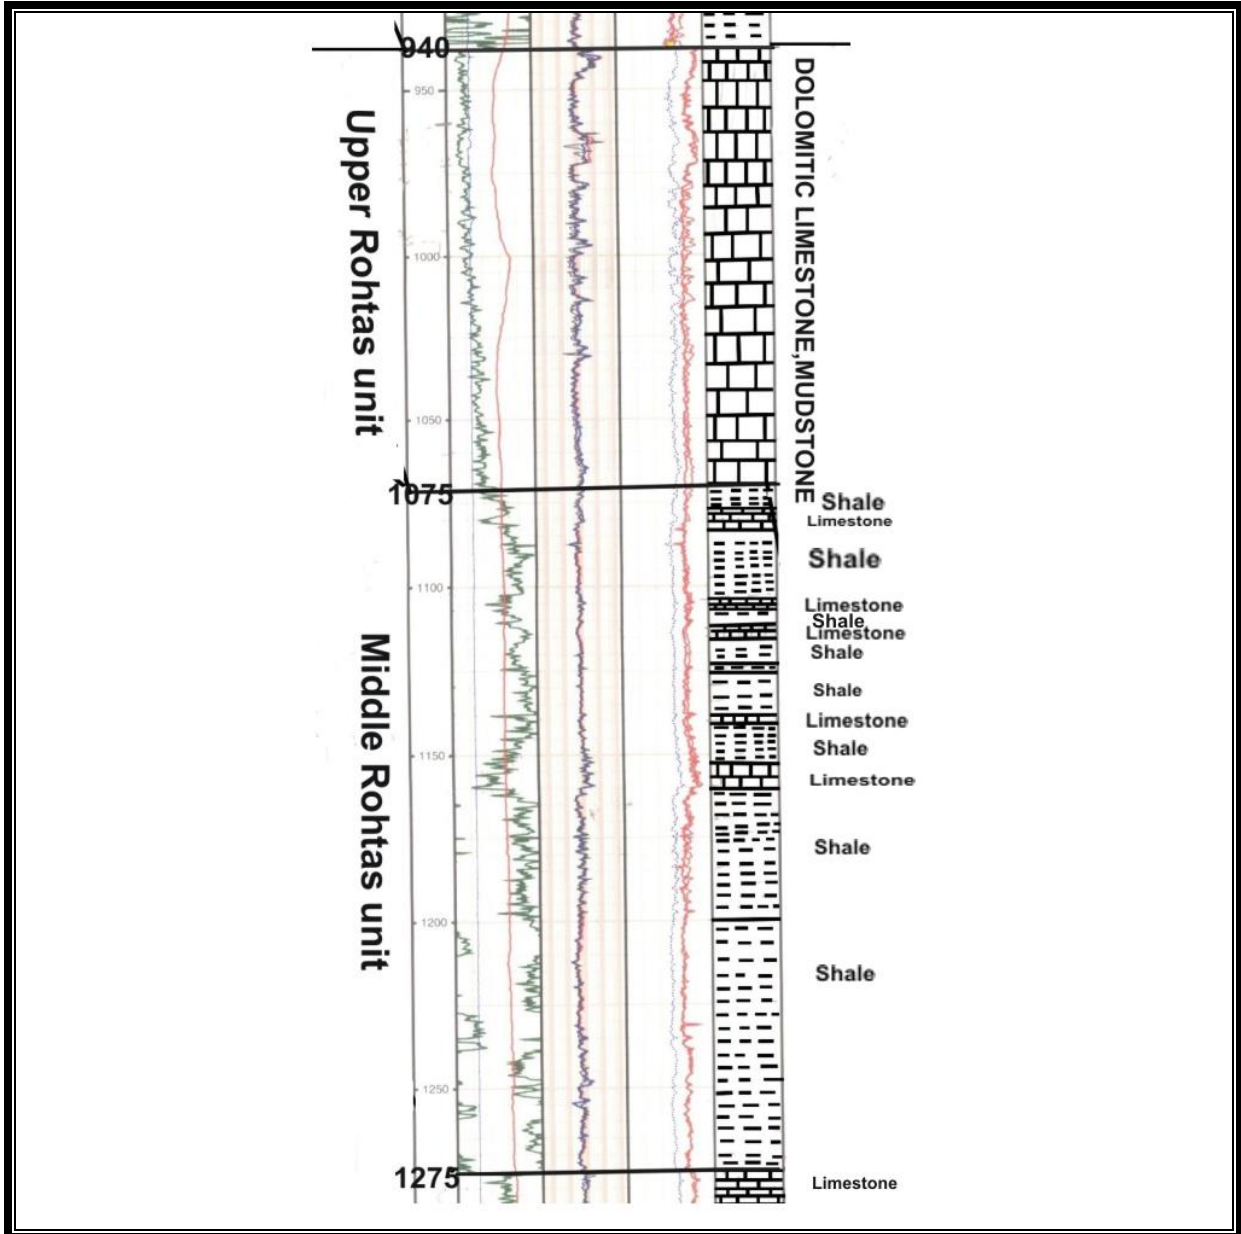 940
950
DOLOMITIC LIMESTONE,MUDSTONE
Upper Rohtas unit
1000
1050
1075
Shale
Limestone
Shale
1100
Limestone
Shale
Limestone
Shale
Middle Rohtas unit
Shale
Limestone
Shale
1150
Limestone
Shale
1200
Shale
1250
1275
Limestone